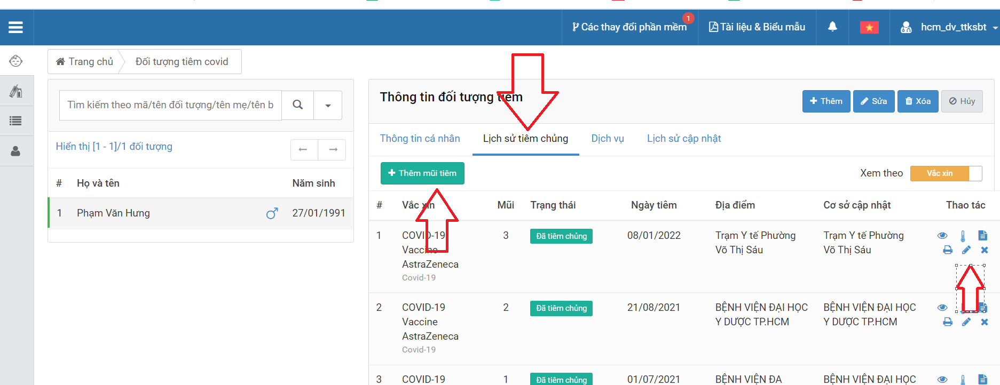 Các thay đổi phần mềm 1 Tài liệu & Biểu mẫu hcm_dv_ttksbt
Trang chủ Đối tượng tiêm covid
Tìm kiếm theo mã/tên đối tượng/tên mẹ/tên b
Hiển thị [1 - 1]/1 đối tượng
# Họ và tên Năm sinh
1 Phạm Văn Hưng 27/01/1991
Thông tin đối tượng tiêm
Thêm Sửa Xóa Hủy
Thông tin cá nhân Lịch sử tiêm chủng Dịch vụ Lịch sử cập nhật
Thêm mũi tiêm Xem theo Vắc xin
# Vắc xin Mũi Trạng thái Ngày tiêm Địa điểm Cơ sở cập nhật Thao tác
1 COVID-19 3 Đã tiêm chủng 08/01/2022 Trạm Y tế Phường Trạm Y tế Phường
Vaccine Võ Thị Sáu Võ Thị Sáu
AstraZeneca
Covid-19
2 COVID-19 2 Đã tiêm chủng 21/08/2021 BỆNH VIỆN ĐẠI HỌC BỆNH VIỆN ĐẠI HỌC
Vaccine Y DƯỢC TP.HCM Y DƯỢC TP.HCM
AstraZeneca
Covid-19
3 COVID-19 1 Đã tiêm chủng 01/07/2021 BỆNH VIỆN ĐA BỆNH VIỆN ĐẠI HỌC